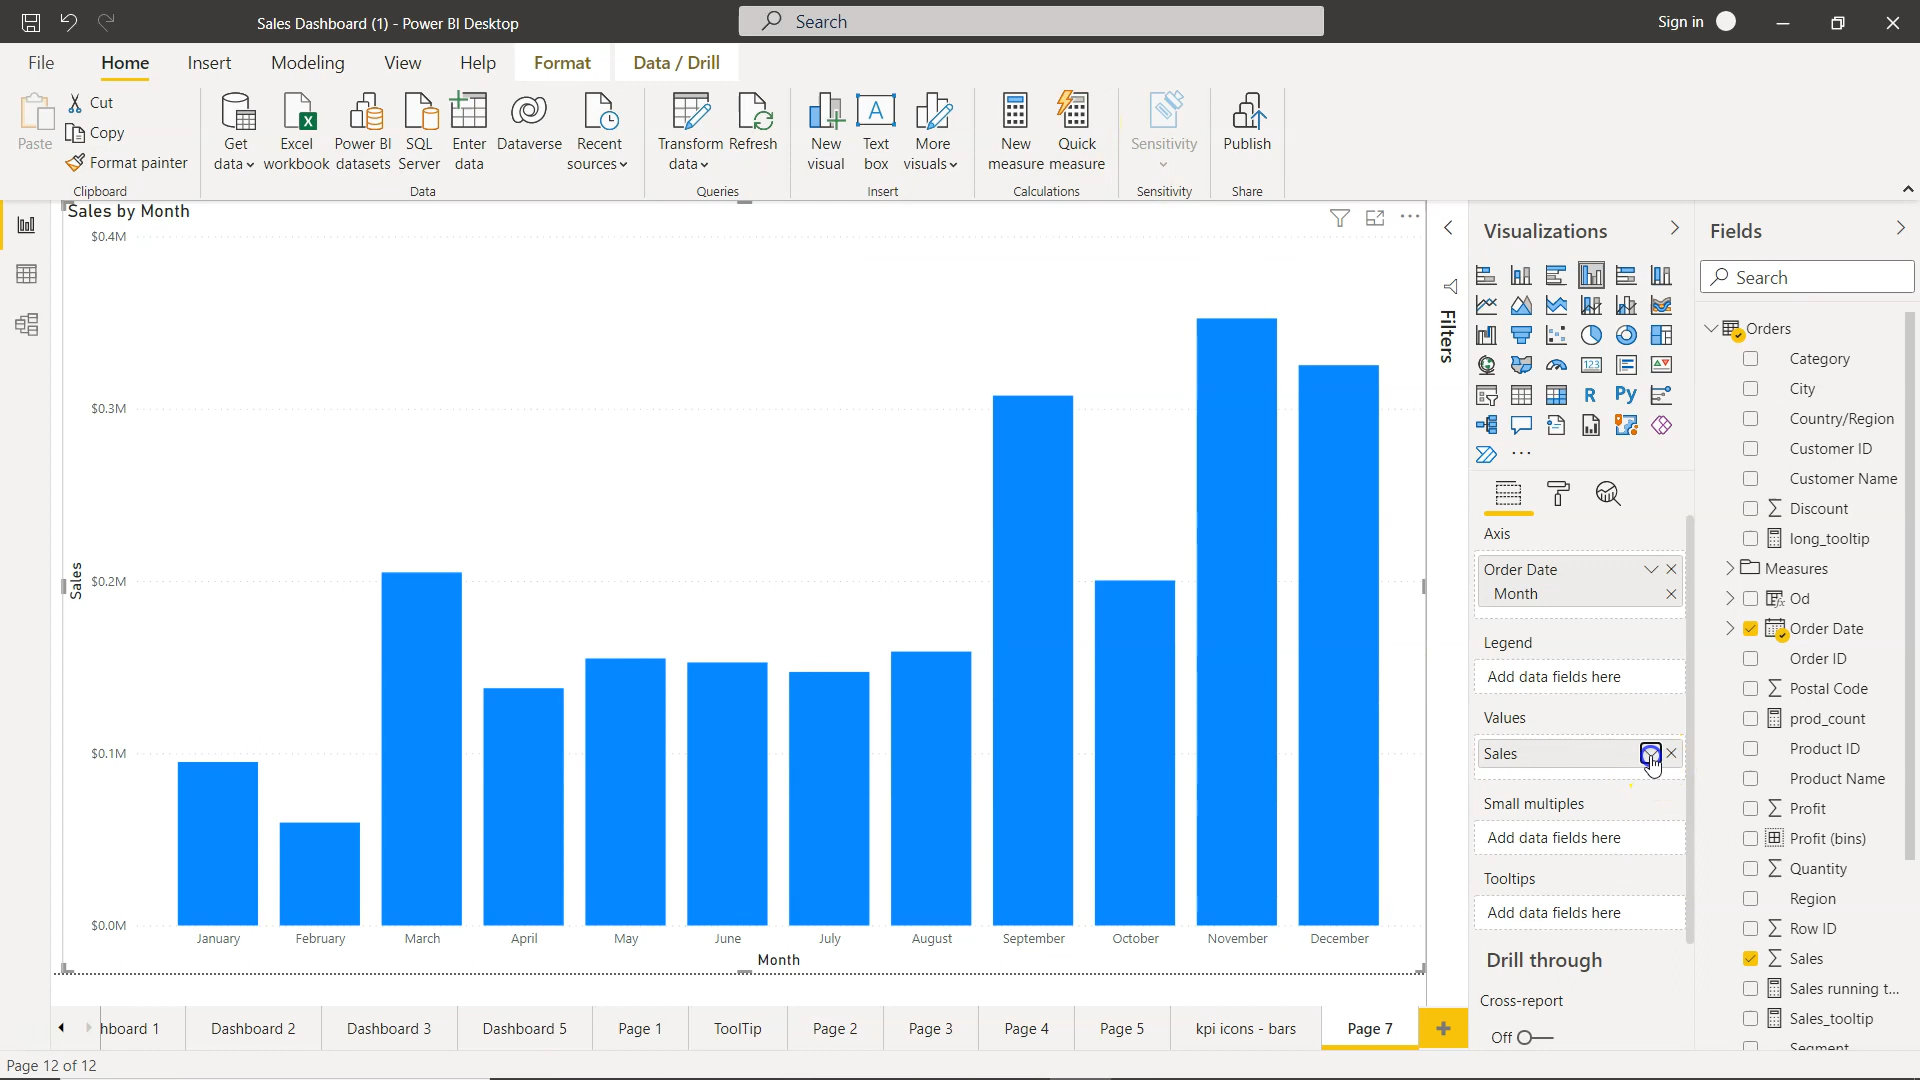 Sales Dashboard (1) - Power BI Desktop
Search
Sign in
File
Home
Insert
Modeling
View
Help
Format
Data / Drill
Paste
Cut
Copy
Format painter
Clipboard
Get data
Excel workbook
Power BI datasets
SQL Server
Enter data
Dataverse
Recent sources
Data
Transform data
Refresh
Queries
New visual
Text box
More visuals
Insert
New measure
Quick measure
Calculations
Sensitivity
Sensitivity
Publish
Share
Sales by Month
$0.4M
$0.3M
$0.2M
$0.1M
$0.0M
Sales
January
February
March
April
May
June
July
August
September
October
November
December
Month
Filters
Visualizations
123
R
Py
Axis
Order Date
Month
Legend
Add data fields here
Values
Sales
Small multiples
Add data fields here
Tooltips
Add data fields here
Drill through
Cross-report
Off
Fields
Search
Orders
Category
City
Country/Region
Customer ID
Customer Name
Discount
long_tooltip
Measures
Od
Order Date
Order ID
Postal Code
prod_count
Product ID
Product Name
Profit
Profit (bins)
Quantity
Region
Row ID
Sales
Sales running t...
Sales_tooltip
Segment
hboard 1
Dashboard 2
Dashboard 3
Dashboard 5
Page 1
ToolTip
Page 2
Page 3
Page 4
Page 5
kpi icons - bars
Page 7
Page 12 of 12